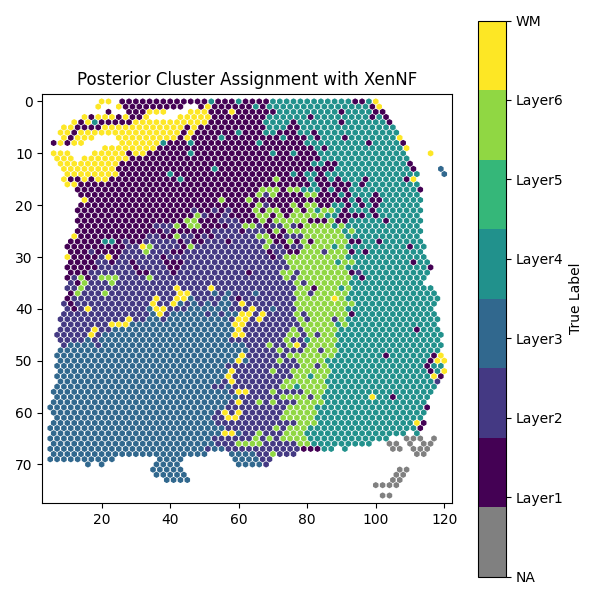 Posterior Cluster Assignment with XenNF
0
10
20
30
40
50
60
70
20
40
60
80
100
120
WM
Layer6
Layer5
Layer4
Layer3
Layer2
Layer1
NA
True Label